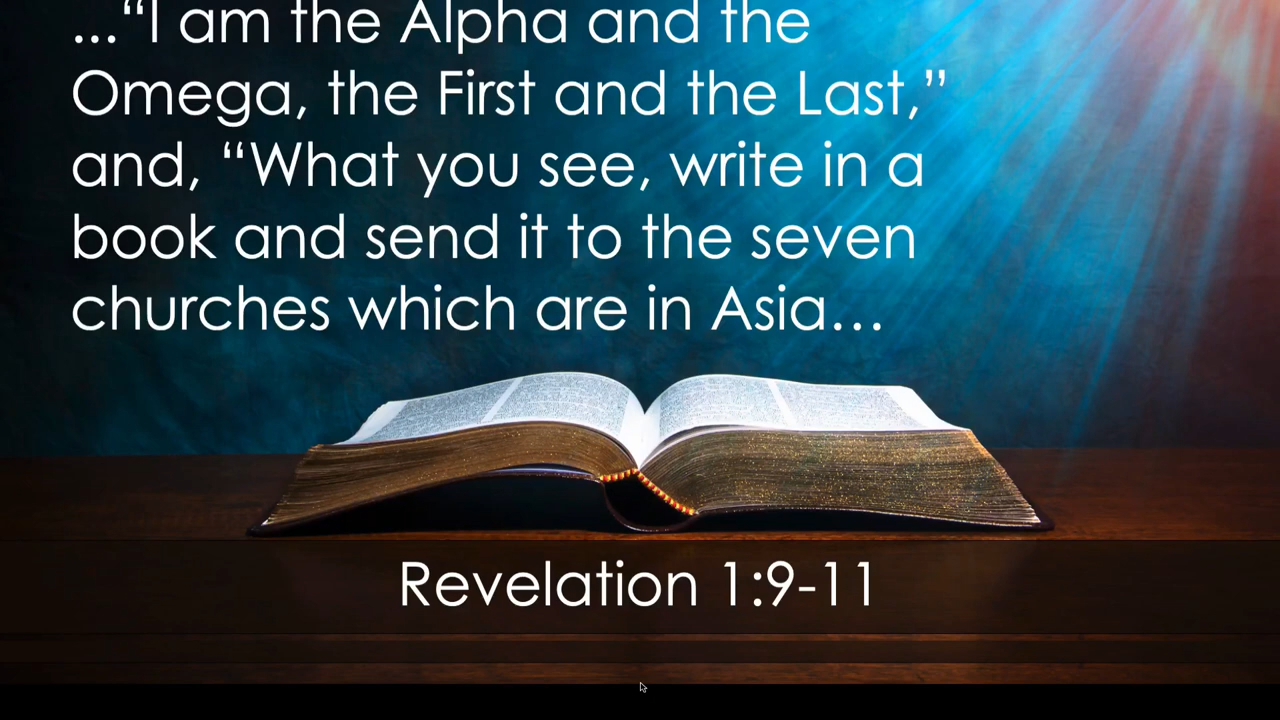 ...“I am the Alpha and the
Omega, the First and the Last,”
and, “What you see, write in a
book and send it to the seven
churches which are in Asia…
Revelation 1:9-11